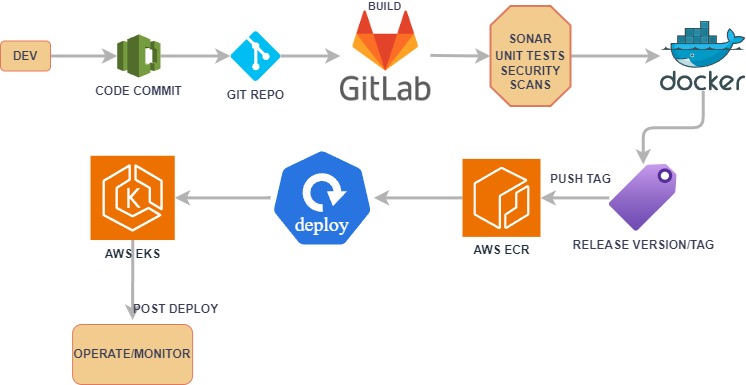 DEV
CODE COMMIT
GIT REPO
BUILD
GitLab
SONAR
UNIT TESTS
SECURITY
SCANS
docker
RELEASE VERSION/TAG
PUSH TAG
AWS ECR
deploy
K
AWS EKS
POST DEPLOY
OPERATE/MONITOR